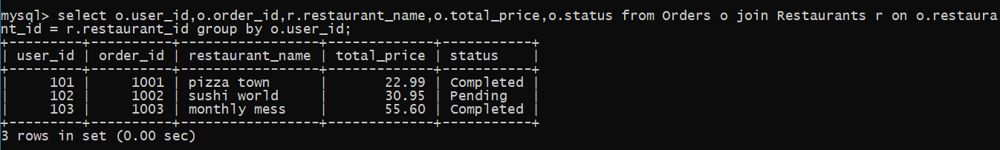 mysql> select o.user_id,o.order_id,r.restaurant_name,o.total_price,o.status from Orders o join Restaurants r on o.restaura
nt_id = r.restaurant_id group by o.user_id;
+---------+----------+-----------------+-------------+-----------+
| user_id | order_id | restaurant_name | total_price | status    |
+---------+----------+-----------------+-------------+-----------+
|     101 |     1001 | pizza town      |       22.99 | Completed |
|     102 |     1002 | sushi world     |       30.95 | Pending   |
|     103 |     1003 | monthly mess    |       55.60 | Completed |
+---------+----------+-----------------+-------------+-----------+
3 rows in set (0.00 sec)